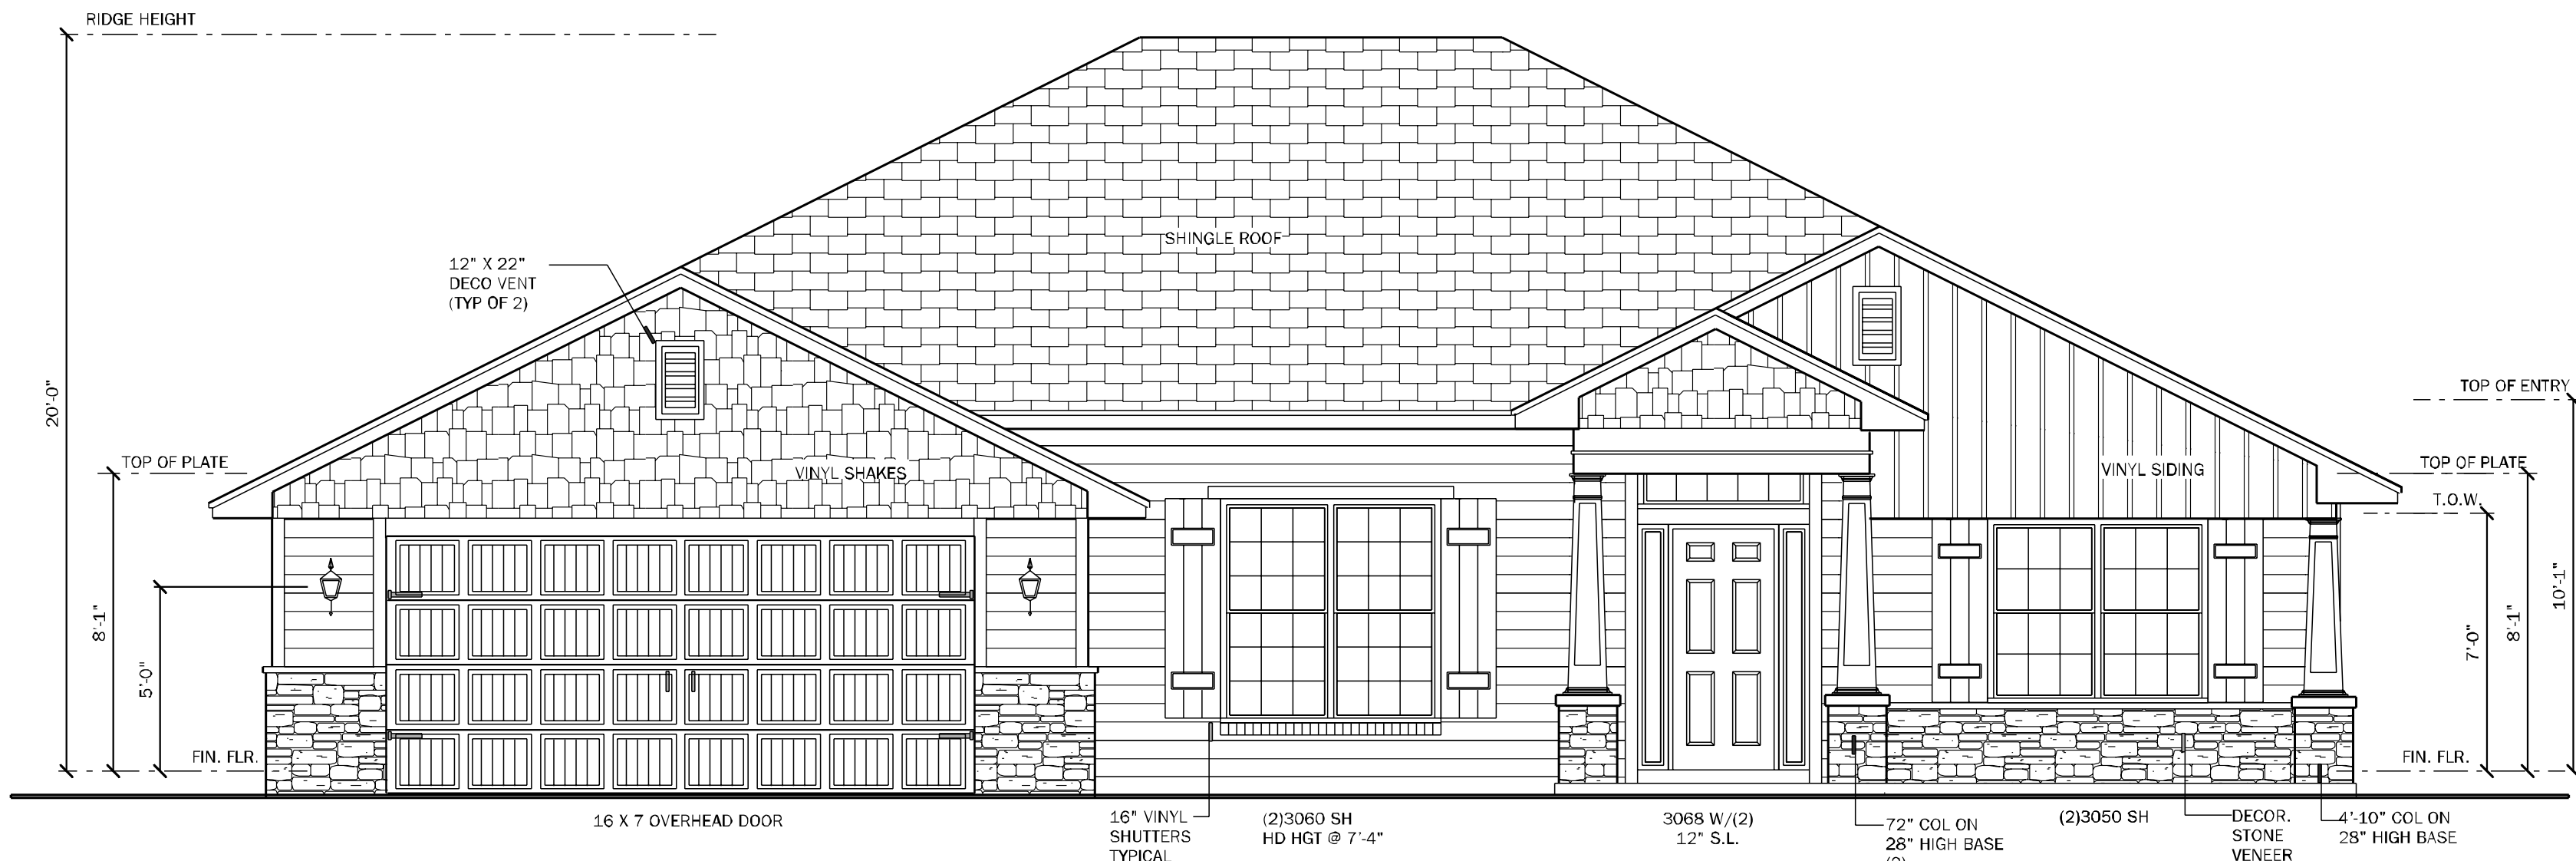 RIDGE HEIGHT
20'-0"
12" X 22"
DECO VENT
(TYP OF 2)
SHINGLE ROOF
TOP OF ENTRY
TOP OF PLATE
VINYL SHAKES
VINYL SIDING
TOP OF PLATE
T.O.W.
8'-1"
5'-0"
7'-0"
8'-1"
10'-1"
FIN. FLR.
FIN. FLR.
16 X 7 OVERHEAD DOOR
16" VINYL
SHUTTERS
TYPICAL
(2)3060 SH
HD HGT @ 7'-4"
3068 W/(2)
12" S.L.
72" COL ON
28" HIGH BASE
(2)3050 SH
DECOR.
STONE
VENEER
4'-10" COL ON
28" HIGH BASE